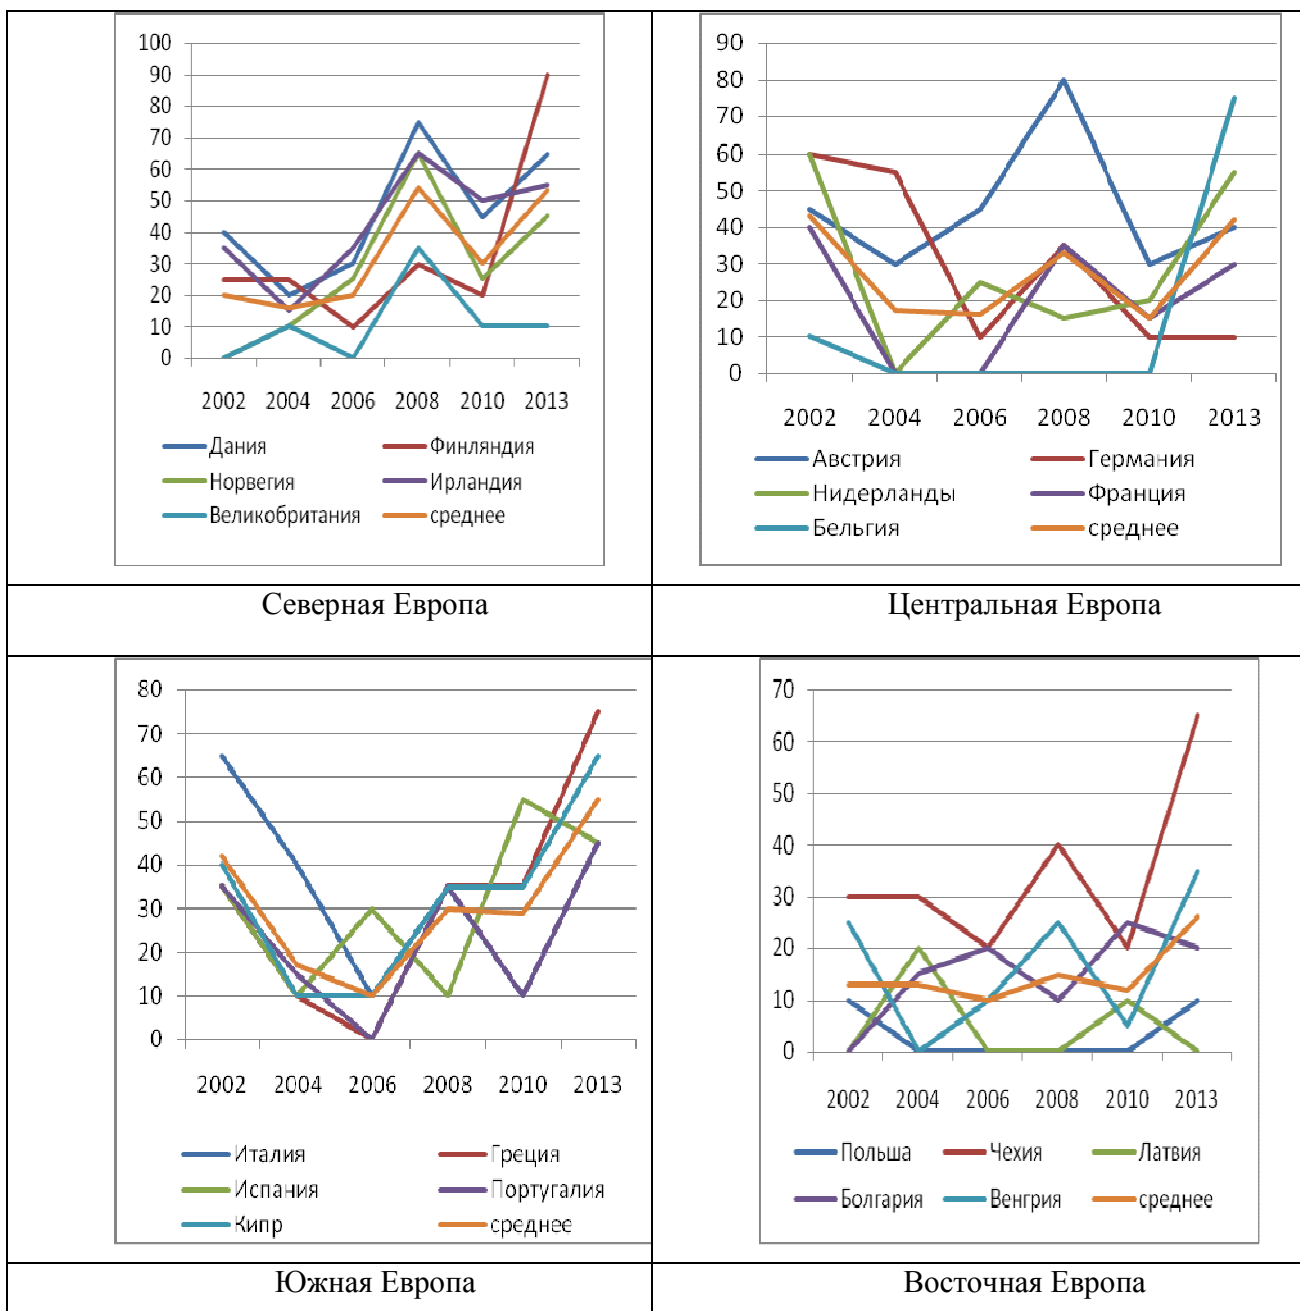 100
90
80
70
60
50
40
30
20
10
0
2002 2004 2006 2008 2010 2013
Дания Финляндия
Норвегия Ирландия
Великобритания среднее
90
80
70
60
50
40
30
20
10
0
2002 2004 2006 2008 2010 2013
Австрия Германия
Нидерланды Франция
Бельгия среднее
Северная Европа
Центральная Европа
80
70
60
50
40
30
20
10
0
2002 2004 2006 2008 2010 2013
Италия Греция
Испания Португалия
Кипр среднее
70
60
50
40
30
20
10
0
2002 2004 2006 2008 2010 2013
Польша Чехия Латвия
Болгария Венгрия среднее
Южная Европа
Восточная Европа